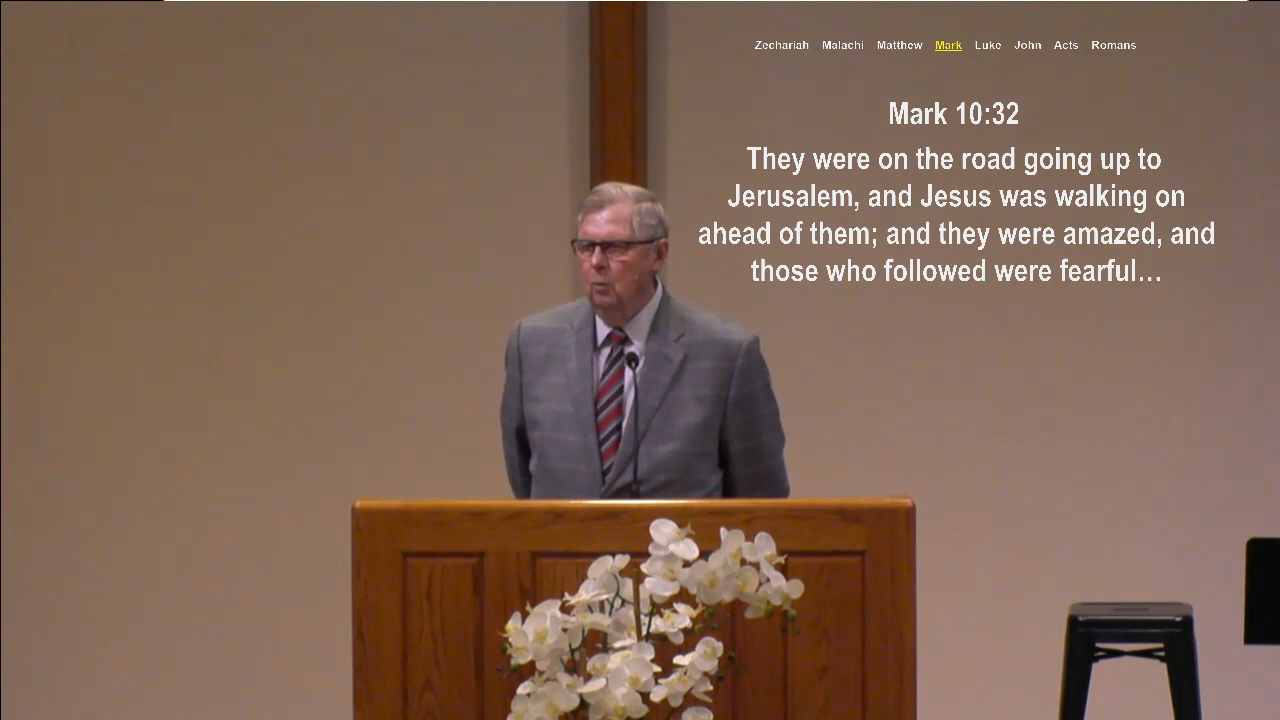 Zechariah Malachi Matthew Mark Luke John Acts Romans
Mark 10:32
They were on the road going up to
Jerusalem, and Jesus was walking on
ahead of them; and they were amazed, and
those who followed were fearful…